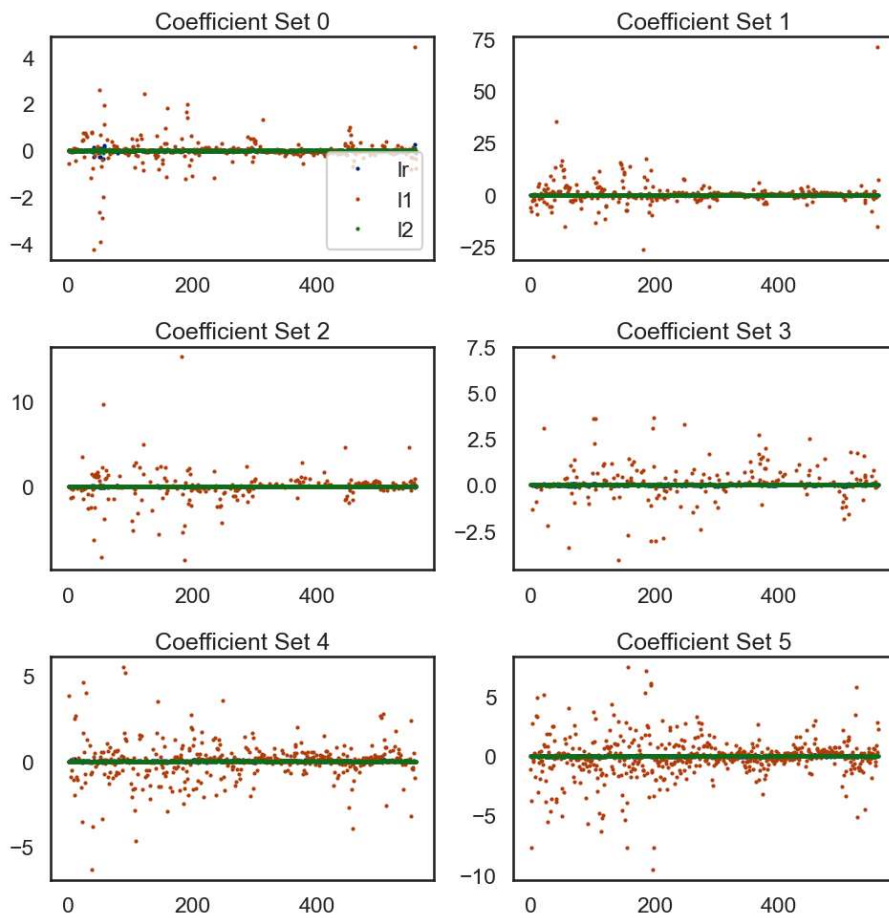 Coefficient Set 0
4
2
0
−2
−4
lr
l1
l2
0 200 400
Coefficient Set 1
75
50
25
0
−25
0 200 400
Coefficient Set 2
10
0
0 200 400
Coefficient Set 3
7.5
5.0
2.5
0.0
−2.5
0 200 400
Coefficient Set 4
5
0
−5
0 200 400
Coefficient Set 5
5
0
−5
−10
0 200 400